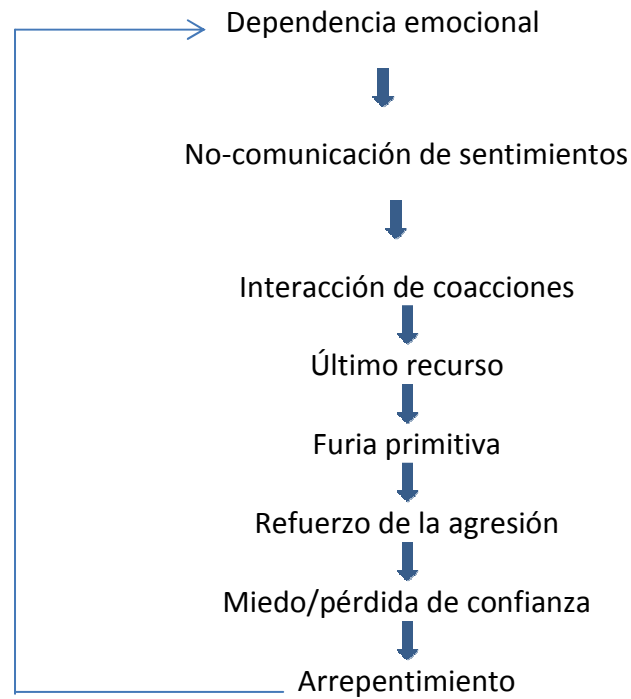 Dependencia emocional
No-comunicación de sentimientos
Interacción de coacciones
Último recurso
Furia primitiva
Refuerzo de la agresión
Miedo/pérdida de confianza
Arrepentimiento